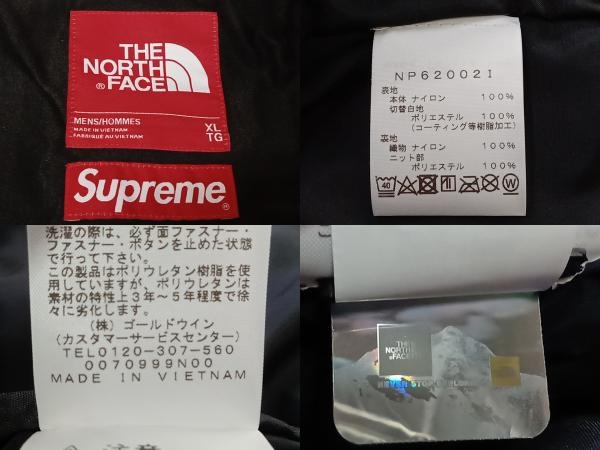 THE
NORTH
FACE
MENS/HOMMES
MADE IN VIETNAM
FABRIQUÉ AU VIETNAM
XL
TG
Supreme
NP62002I
表地
本体 ナイロン 100%
切替白地
ポリエステル 100%
(コーティング等樹脂加工)
裏地
織物 ナイロン 100%
ニット部
ポリエステル 100%
40
W
洗濯の際は、必ず面ファスナー・
ファスナー・ボタンを止めた状態
で行って下さい。
この製品はポリウレタン樹脂を使
用していますが、ポリウレタンは
素材の特性上3年〜5年程度で徐
々に劣化します。
(株) ゴールドウイン
(カスタマーサービスセンター)
TEL0120-307-560
0070999N00
MADE IN VIETNAM
THE
NORTH
FACE
NEVER STOP EXPLORING